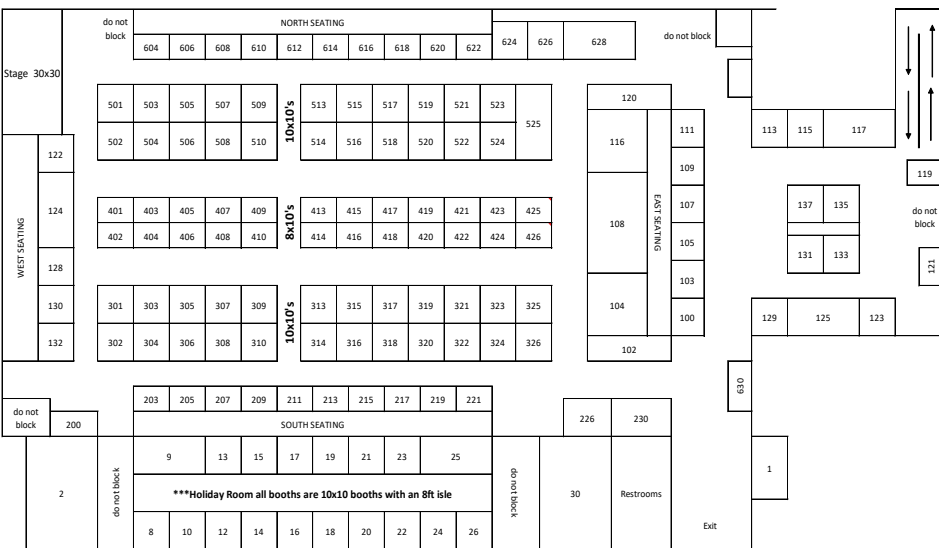 do not
block
NORTH SEATING
604 606 608 610 612 614 616 618 620 622
624 626 628
do not block
Stage 30x30
501 503 505 507 509
10x10's
513 515 517 519 521 523
525
502 504 506 508 510
514 516 518 520 522 524
120
116
111
113 115 117
122
109
119
124
WEST SEATING
401 403 405 407 409
8x10's
413 415 417 419 421 423 425
402 404 406 408 410
414 416 418 420 422 424 426
108
EAST SEATING
107
105
137 135
131 133
do not
block
121
128
130
132
301 303 305 307 309
10x10's
313 315 317 319 321 323 325
302 304 306 308 310
314 316 318 320 322 324 326
104
103
100
102
129 125 123
630
203 205 207 209 211 213 215 217 219 221
do not
block
200
SOUTH SEATING
226 230
2
do not block
9 13 15 17 19 21 23 25
***Holiday Room all booths are 10x10 booths with an 8ft isle
8 10 12 14 16 18 20 22 24 26
do not block
30
Restrooms
Exit
1